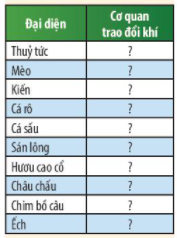 Đại diện Cơ quan trao đổi khí
Thuỷ tức ?
Mèo ?
Kiến ?
Cá rô ?
Cá sấu ?
Sán lông ?
Hươu cao cổ ?
Châu chấu ?
Chim bồ câu ?
Ếch ?